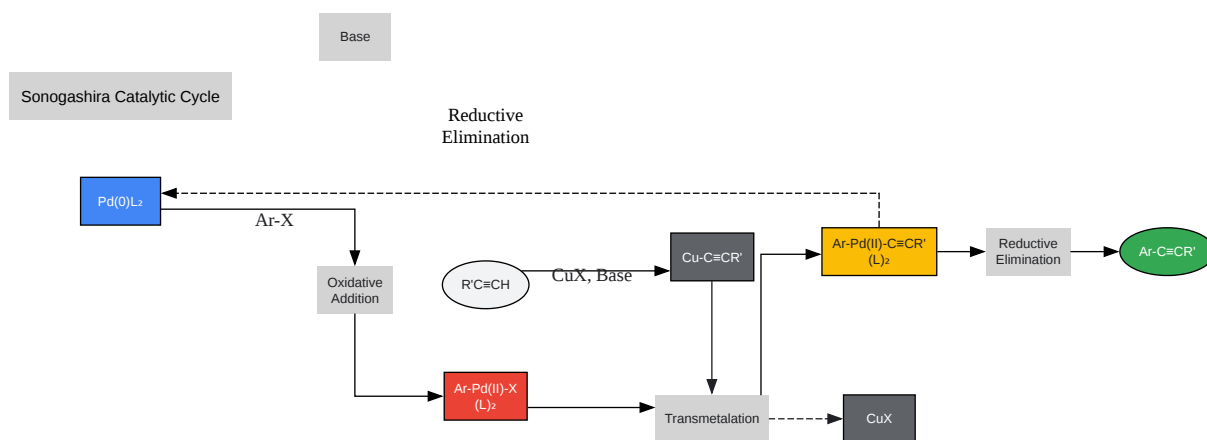 Base
Sonogashira Catalytic Cycle
Reductive
Elimination
Pd(0)L₂
Ar-X
Oxidative
Addition
R'C≡CH
CuX, Base
Cu-C≡CR'
Ar-Pd(II)-C≡CR'
(L)₂
Reductive
Elimination
Ar-C≡CR'
Ar-Pd(II)-X
(L)₂
Transmetalation
CuX